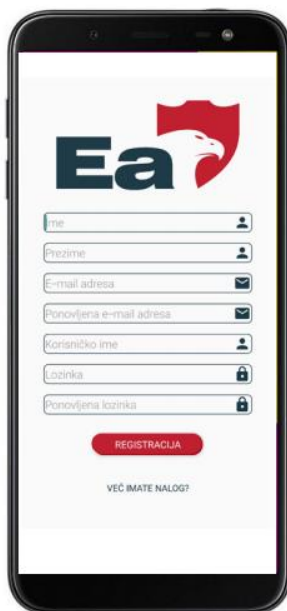 Ea
Ime
Prezime
E-mail adresa
Ponovljena e-mail adresa
Korisničko ime
Lozinka
Ponovljena lozinka
REGISTRACIJA
VEĆ IMATE NALOG?